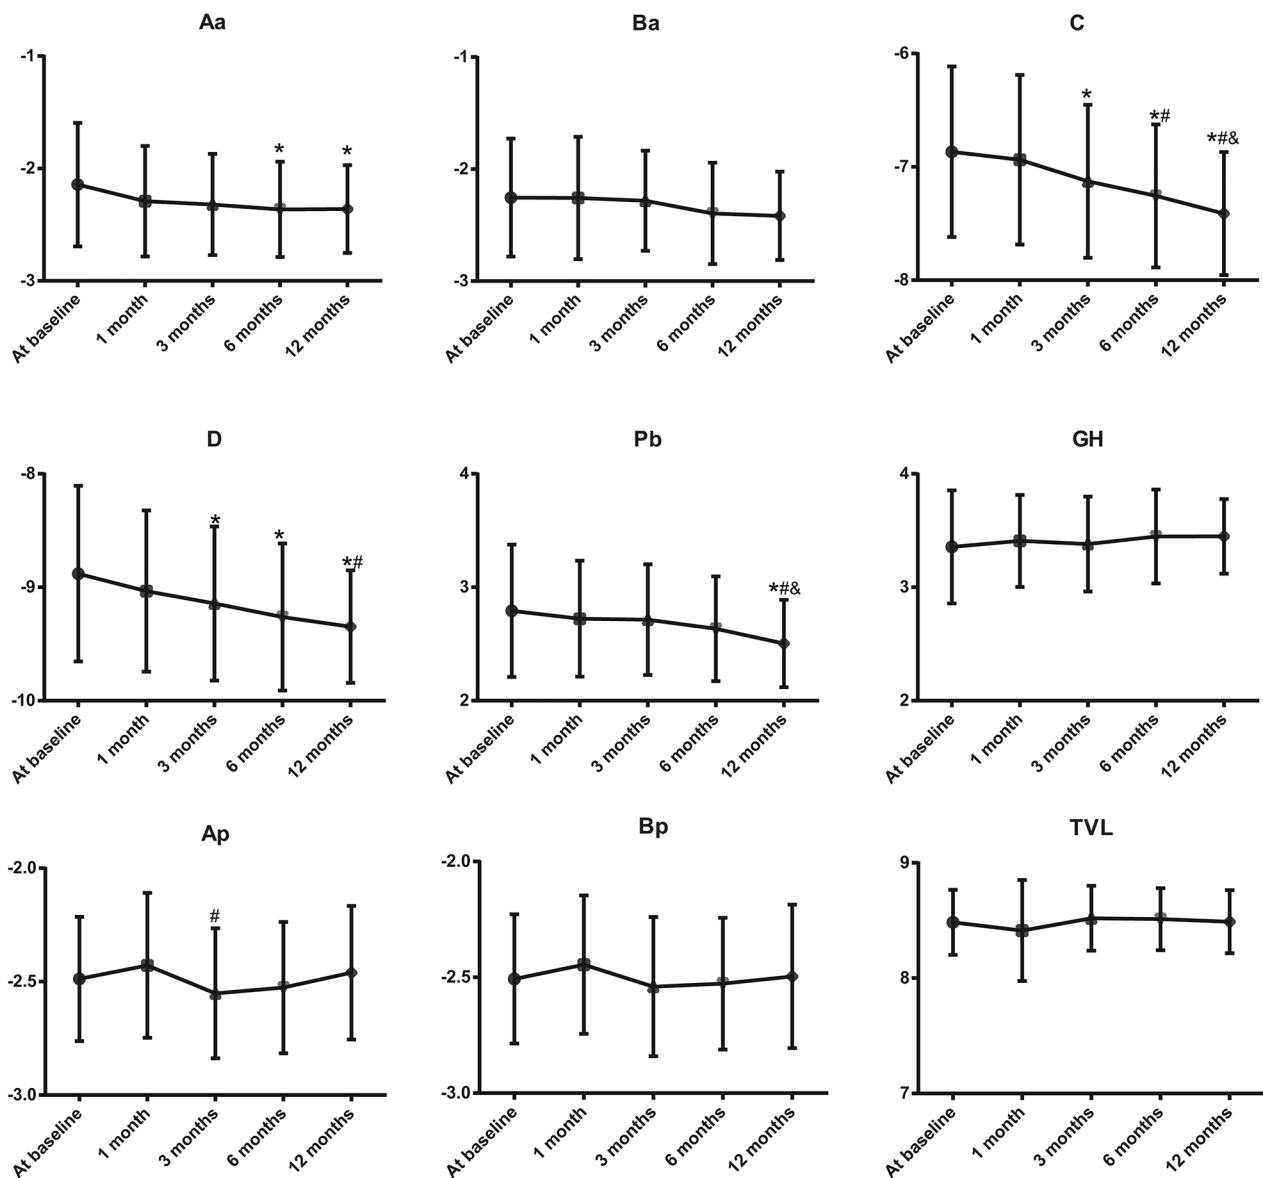 Aa
-1
-2
-3
*
*
At baseline
1 month
3 months
6 months
12 months
Ba
-1
-2
-3
At baseline
1 month
3 months
6 months
12 months
C
-6
-7
-8
*
*#
*#&
At baseline
1 month
3 months
6 months
12 months
D
-8
-9
-10
*
*
*#
At baseline
1 month
3 months
6 months
12 months
Pb
4
3
2
*#&
At baseline
1 month
3 months
6 months
12 months
GH
4
3
2
At baseline
1 month
3 months
6 months
12 months
Ap
-2.0
-2.5
-3.0
#
At baseline
1 month
3 months
6 months
12 months
Bp
-2.0
-2.5
-3.0
At baseline
1 month
3 months
6 months
12 months
TVL
9
8
7
At baseline
1 month
3 months
6 months
12 months